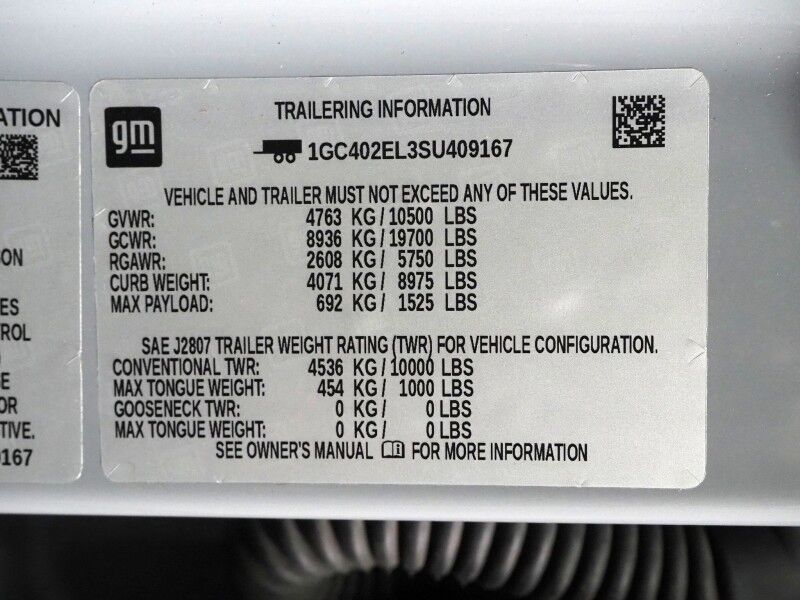 ATION
ON
ES
ROL
E
OR
TIVE.
167
gm
TRAILERING INFORMATION
1GC402EL3SU409167
VEHICLE AND TRAILER MUST NOT EXCEED ANY OF THESE VALUES.
GVWR: 4763 KG / 10500 LBS
GCWR: 8936 KG / 19700 LBS
RGAWR: 2608 KG / 5750 LBS
CURB WEIGHT: 4071 KG / 8975 LBS
MAX PAYLOAD: 692 KG / 1525 LBS
SAE J2807 TRAILER WEIGHT RATING (TWR) FOR VEHICLE CONFIGURATION.
CONVENTIONAL TWR: 4536 KG / 10000 LBS
MAX TONGUE WEIGHT: 454 KG / 1000 LBS
GOOSENECK TWR: 0 KG / 0 LBS
MAX TONGUE WEIGHT: 0 KG / 0 LBS
SEE OWNER'S MANUAL FOR MORE INFORMATION